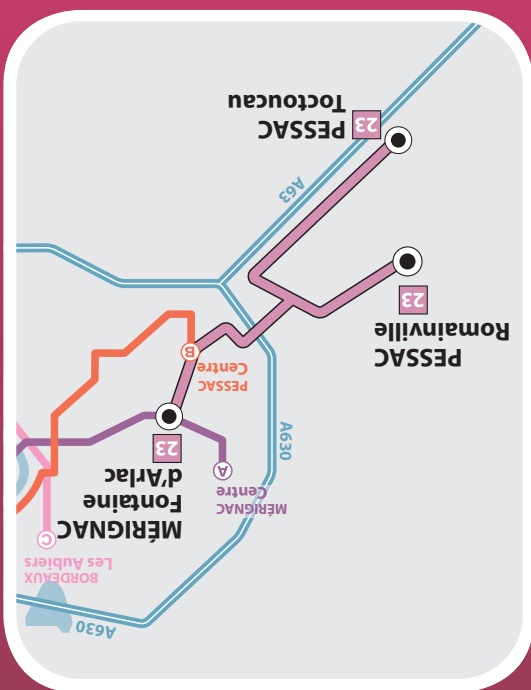 A630
BORDEAUX
Les Aubiers
C
MÉRIGNAC
Fontaine
d'Arlac
23
MÉRIGNAC
Centre
A
A630
PESSAC
Centre
B
PESSAC
Romainville
23
A63
23
PESSAC
Toctoucau